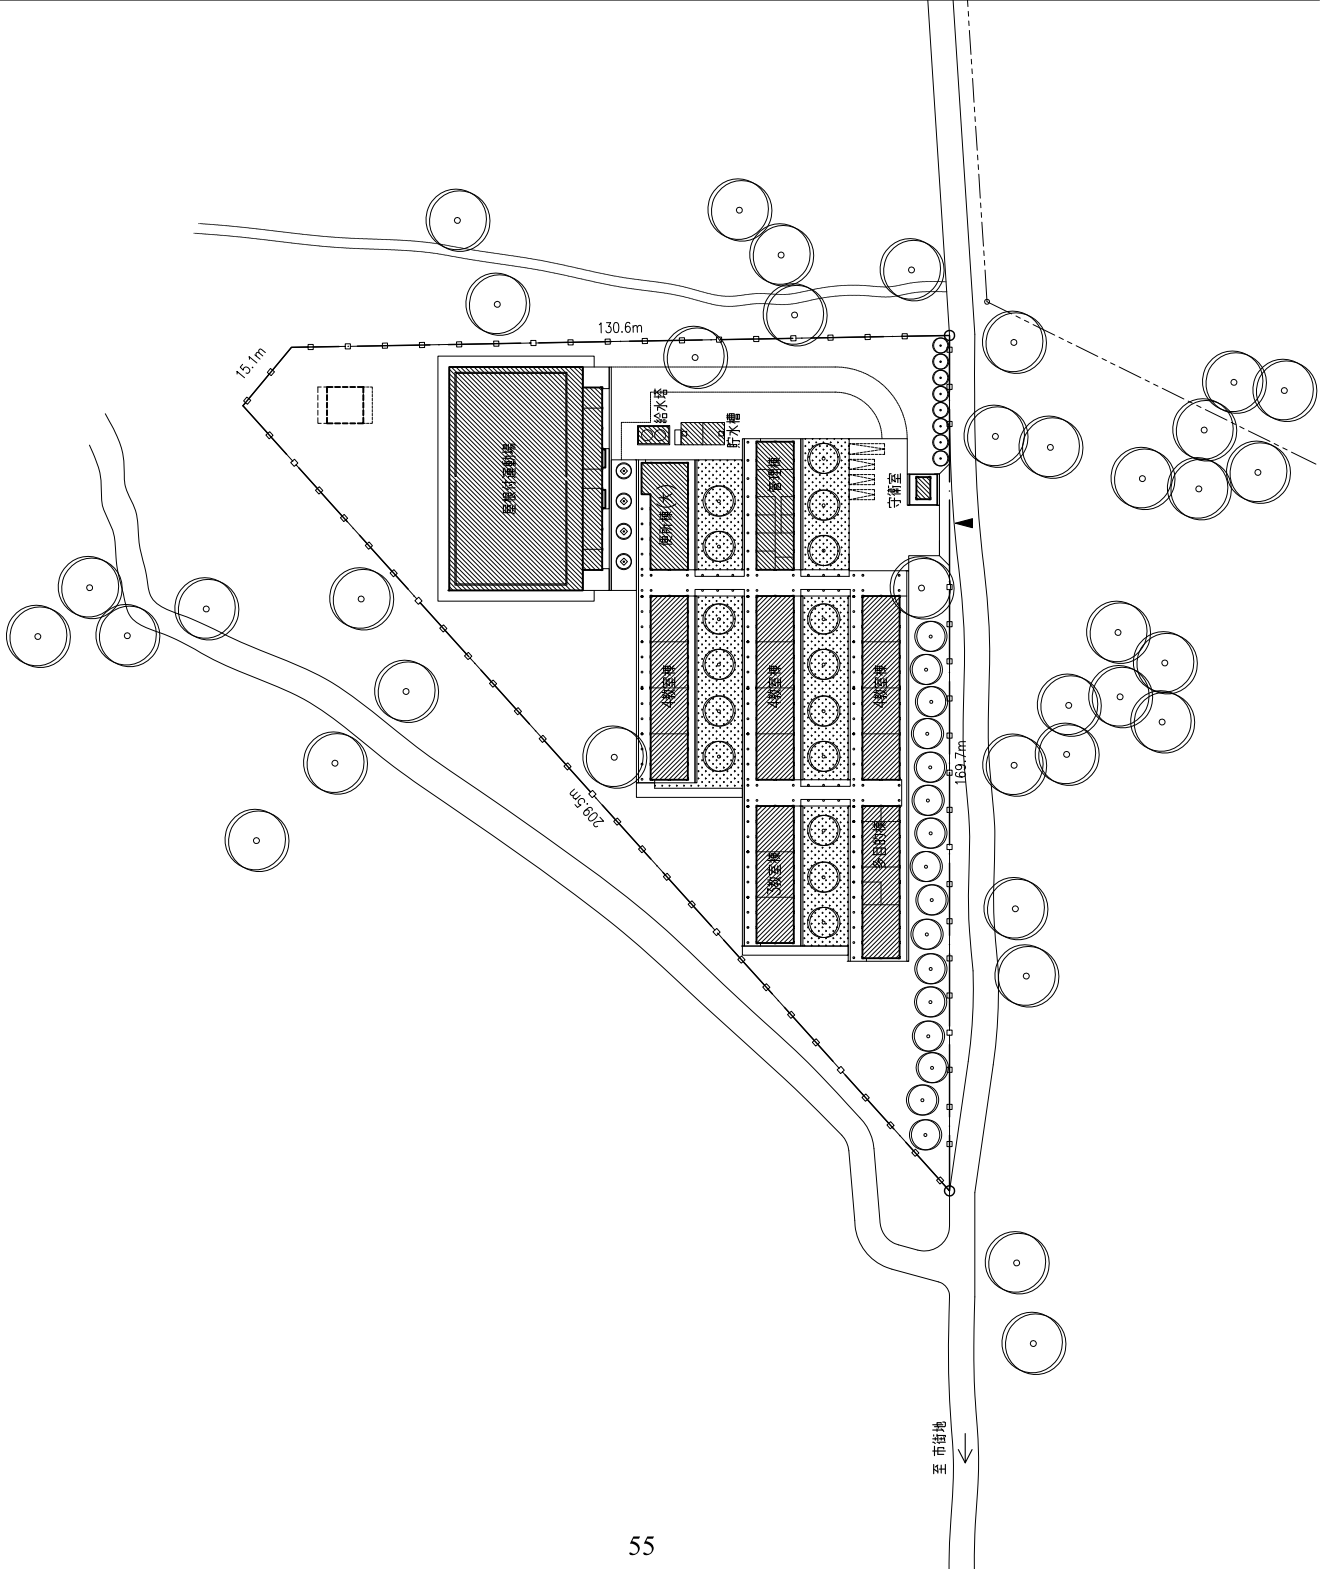 130.6m
15.1m
給水塔
貯水槽
屋根付運動場
便所棟(大)
管理棟
守衛室
4教室棟
4教室棟
4教室棟
169.7m
209.5m
3教室棟
多目的棟
至 市街地
55